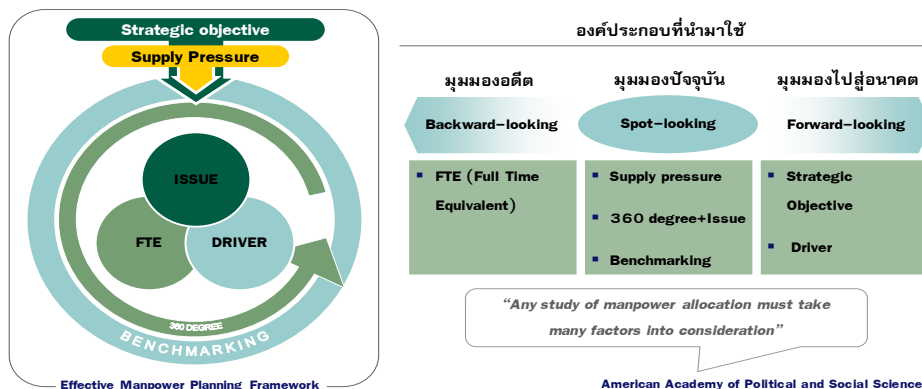 Strategic objective
Supply Pressure
ISSUE
FTE
DRIVER
360 DEGREE
BENCHMARKING
Effective Manpower Planning Framework
องค์ประกอบที่นำมาใช้
มุมมองอดีต
มุมมองปัจจุบัน
มุมมองไปสู่อนาคต
Backward-looking
Spot-looking
Forward-looking
▪ FTE (Full Time
Equivalent)
▪ Supply pressure
▪ 360 degree+Issue
▪ Benchmarking
▪ Strategic
Objective
▪ Driver
“Any study of manpower allocation must take
many factors into consideration”
American Academy of Political and Social Science